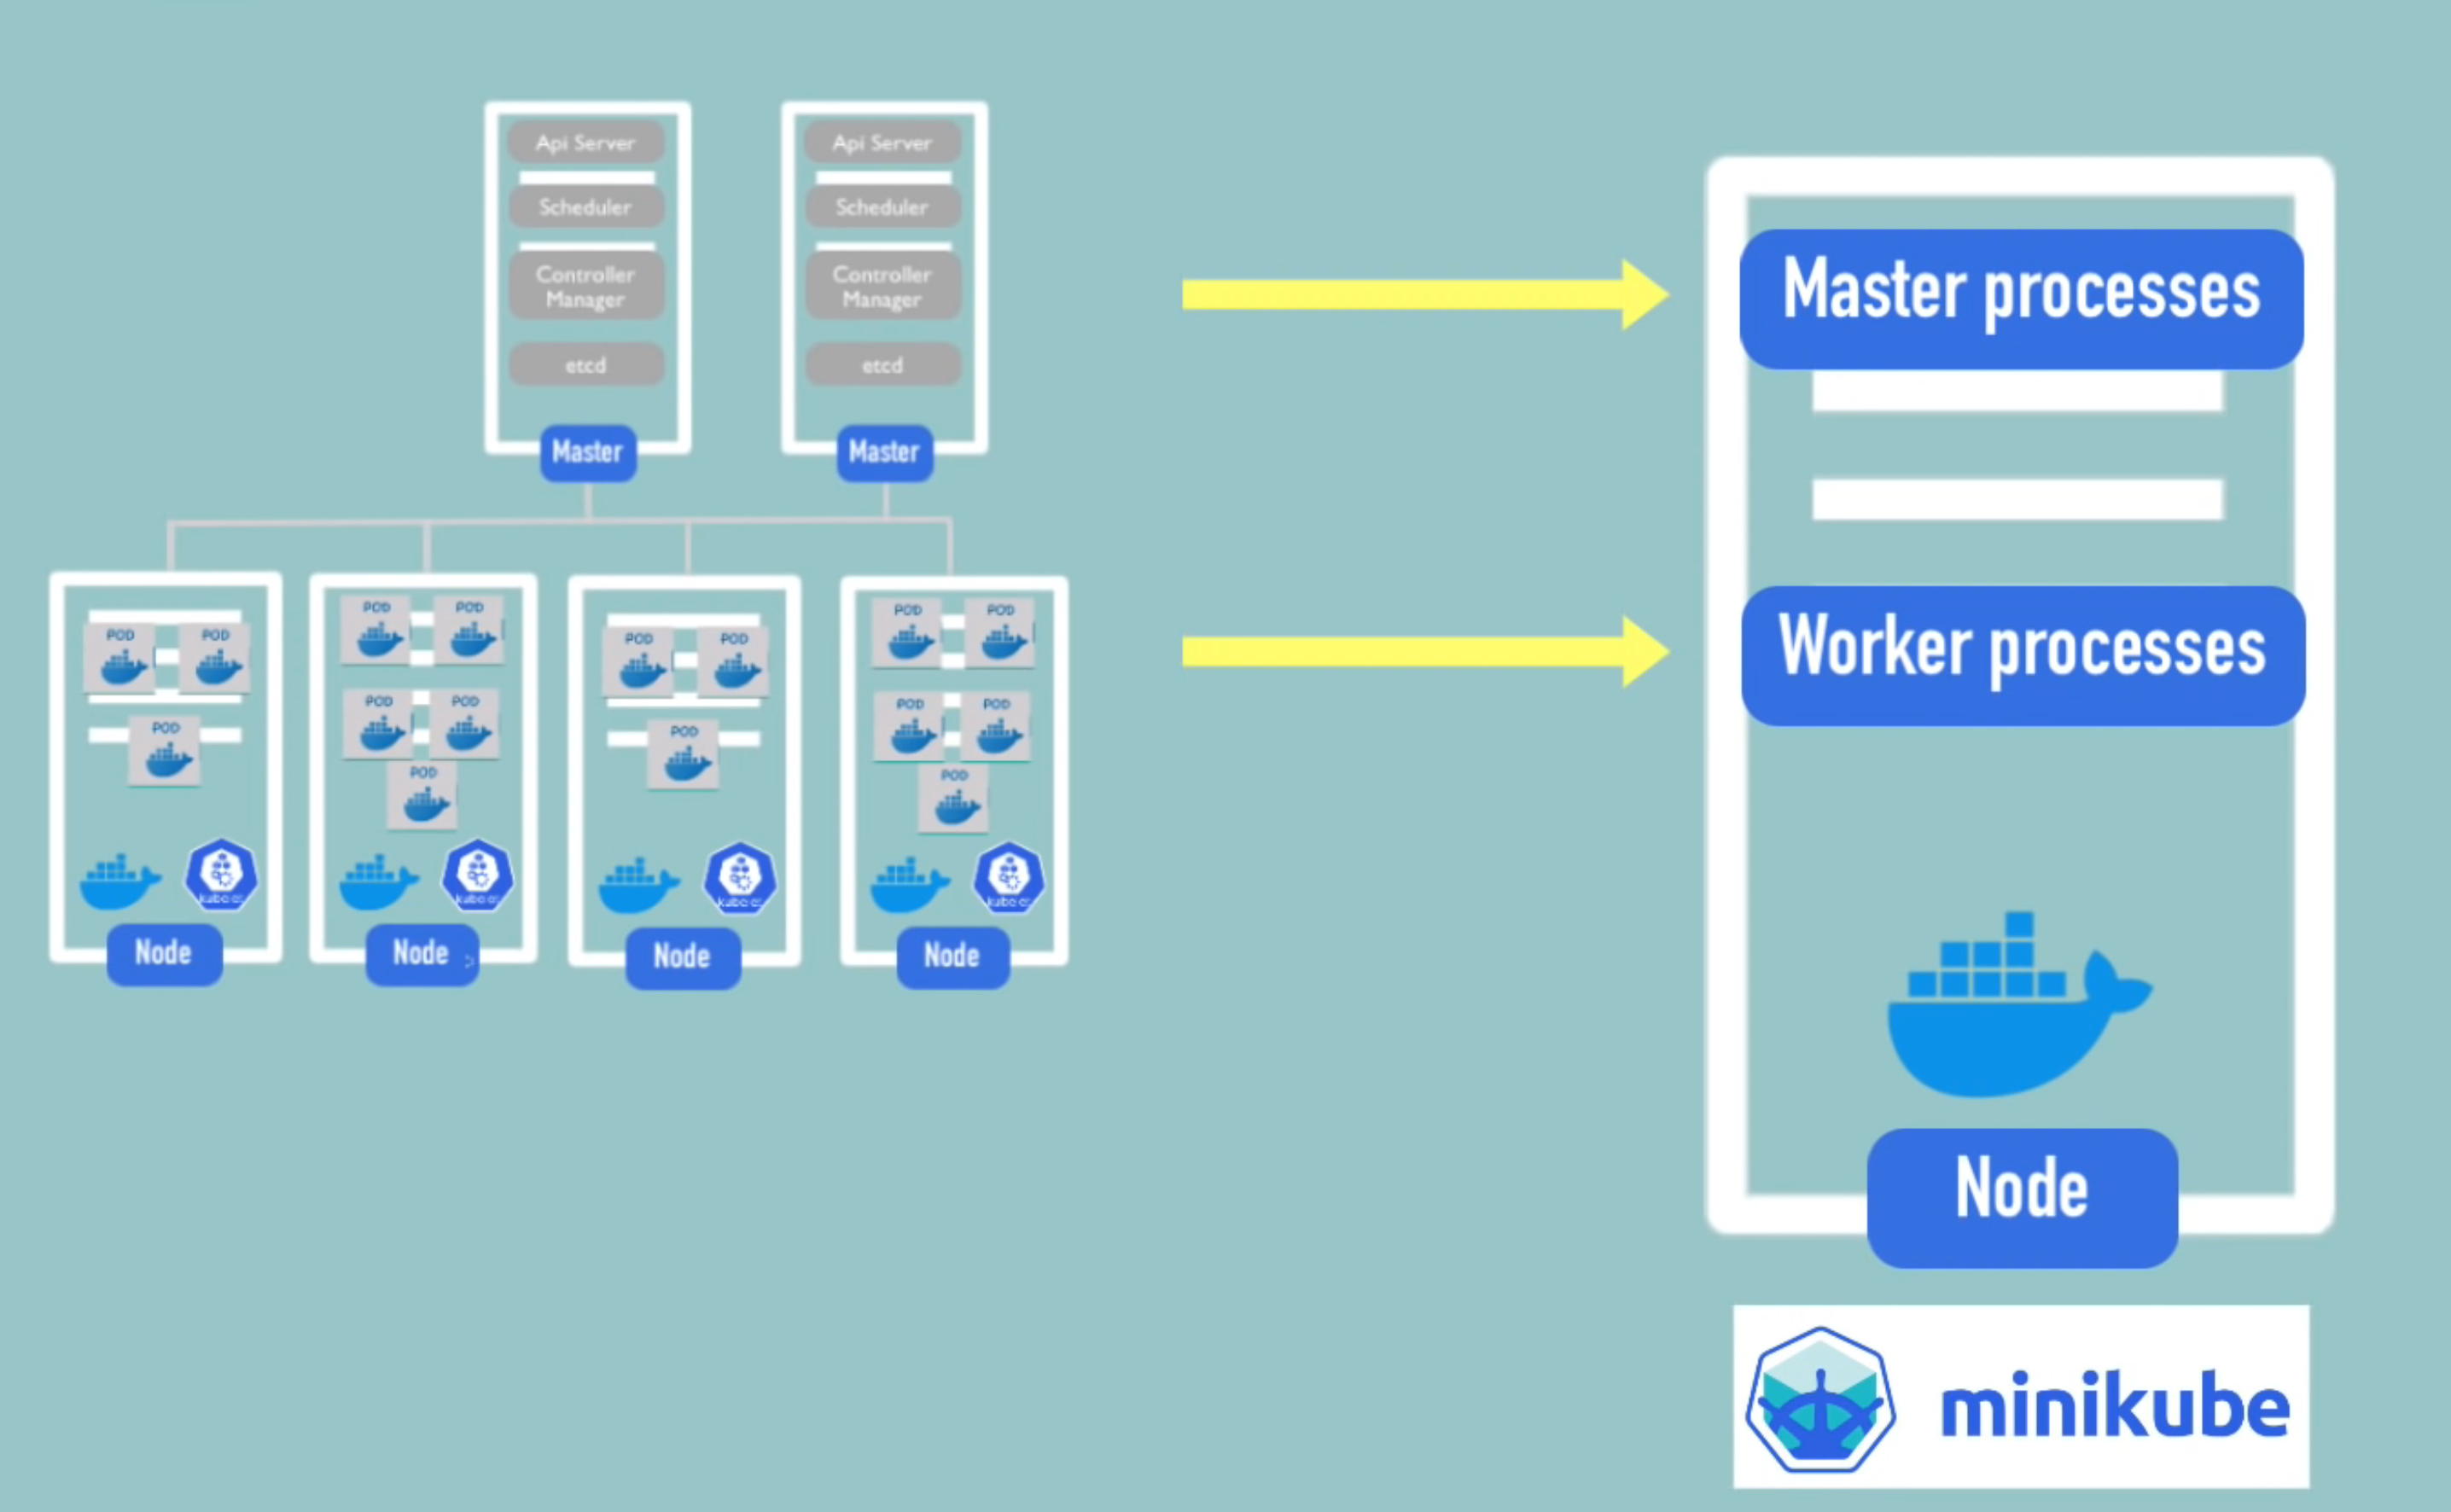 Api Server
Scheduler
Controller
Manager
etcd
Master
Api Server
Scheduler
Controller
Manager
etcd
Master
POD
POD
POD
Node
POD
POD
POD
POD
POD
Node
POD
POD
POD
Node
POD
POD
POD
POD
POD
Node
Master processes
Worker processes
Node
minikube